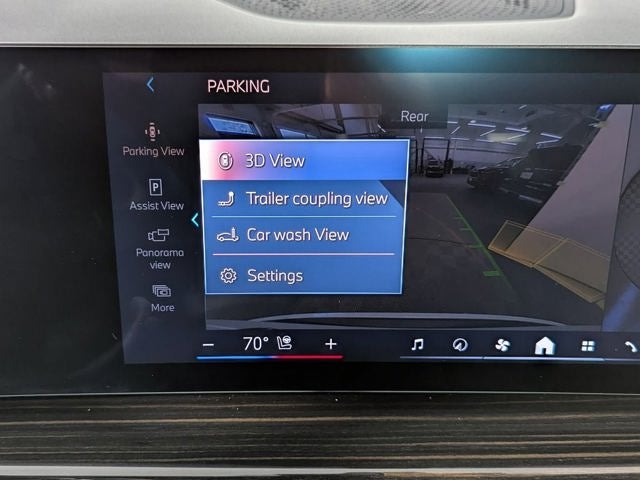 PARKING
Rear
Parking View
Assist View
Panorama
view
More
3D View
Trailer coupling view
Car wash View
Settings
P
− 70° +